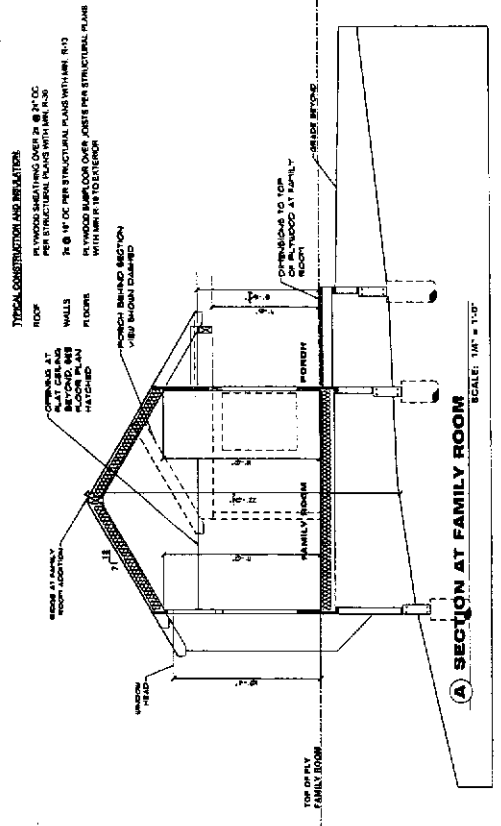 TYPICAL CONSTRUCTION AND INSULATION:
ROOF
PLYWOOD SHEATHING OVER 2x @ 24" OC
PER STRUCTURAL PLANS WITH MIN. R-30
WALLS
2x @ 16" OC PER STRUCTURAL PLANS WITH MIN. R-13
FLOORS
PLYWOOD SUBFLOOR OVER JOISTS PER STRUCTURAL PLANS
WITH MIN R-19 TO EXTERIOR
OPENING AT
FLAT CEILING
BEYOND, SEE
FLOOR PLAN
HATCHED
PORCH BEHIND SECTION
VIEW SHOWN DASHED
RIDGE AT FAMILY
ROOM ADDITION
12
7
WINDOW
HEAD
DIMENSIONS TO TOP
OF PLYWOOD AT FAMILY
ROOM
GRADE BEYOND
FAMILY ROOM
PORCH
TOP OF PLY
FAMILY ROOM
A SECTION AT FAMILY ROOM
SCALE: 1/4" = 1'-0"